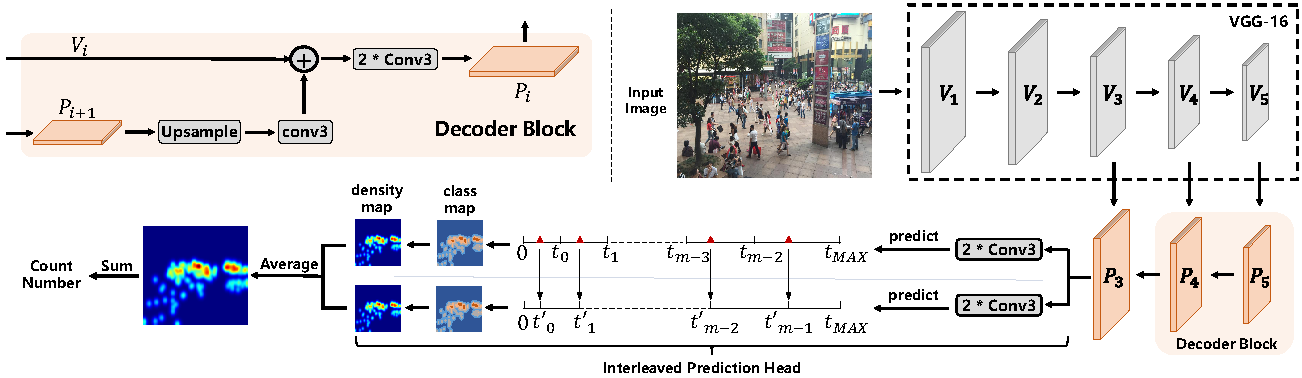 V_i
P_{i+1}
Upsample
conv3
+
2 * Conv3
P_i
Decoder Block
Input
Image
VGG-16
V_1
V_2
V_3
V_4
V_5
Count
Number
Sum
Average
density
map
class
map
0 t_0 t_1 t_{m-3} t_{m-2} t_{MAX}
predict
2 * Conv3
0 t'_0 t'_1 t'_{m-2} t'_{m-1} t_{MAX}
predict
2 * Conv3
P_3
P_4
P_5
Decoder Block
Interleaved Prediction Head